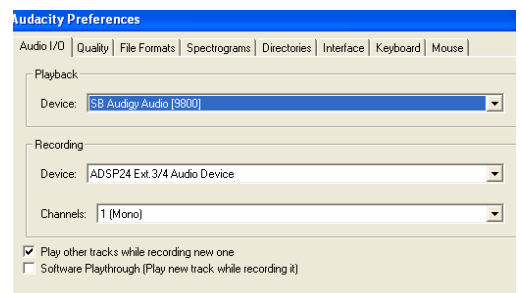 Audacity Preferences
Audio I/O Quality File Formats Spectrograms Directories Interface Keyboard Mouse
Playback
Device: SB Audigy Audio [9800]
Recording
Device: ADSP24 Ext.3/4 Audio Device
Channels: 1 (Mono)
Play other tracks while recording new one
Software Playthrough (Play new track while recording it)